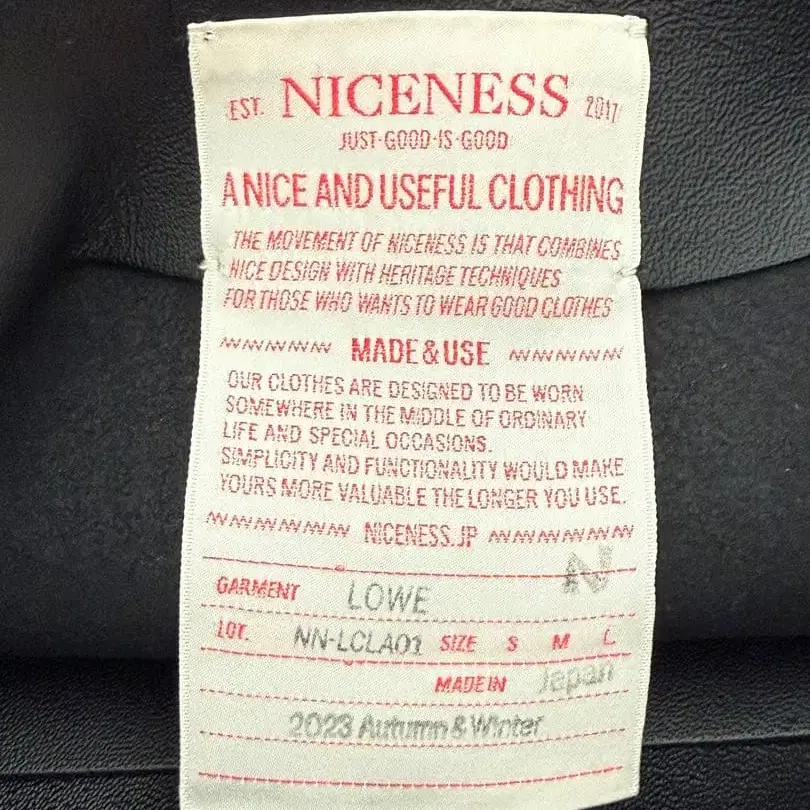 EST. NICENESS 2017
JUST·GOOD·IS·GOOD
A NICE AND USEFUL CLOTHING
THE MOVEMENT OF NICENESS IS THAT COMBINES
NICE DESIGN WITH HERITAGE TECHNIQUES
FOR THOSE WHO WANTS TO WEAR GOOD CLOTHES
MADE & USE
OUR CLOTHES ARE DESIGNED TO BE WORN
SOMEWHERE IN THE MIDDLE OF ORDINARY
LIFE AND SPECIAL OCCASIONS.
SIMPLICITY AND FUNCTIONALITY WOULD MAKE
YOURS MORE VALUABLE THE LONGER YOU USE.
NICENESS.JP
N
GARMENT LOWE
LOT. NN-LCLA01 SIZE S M L
MADE IN Japan
2023 Autumn & Winter